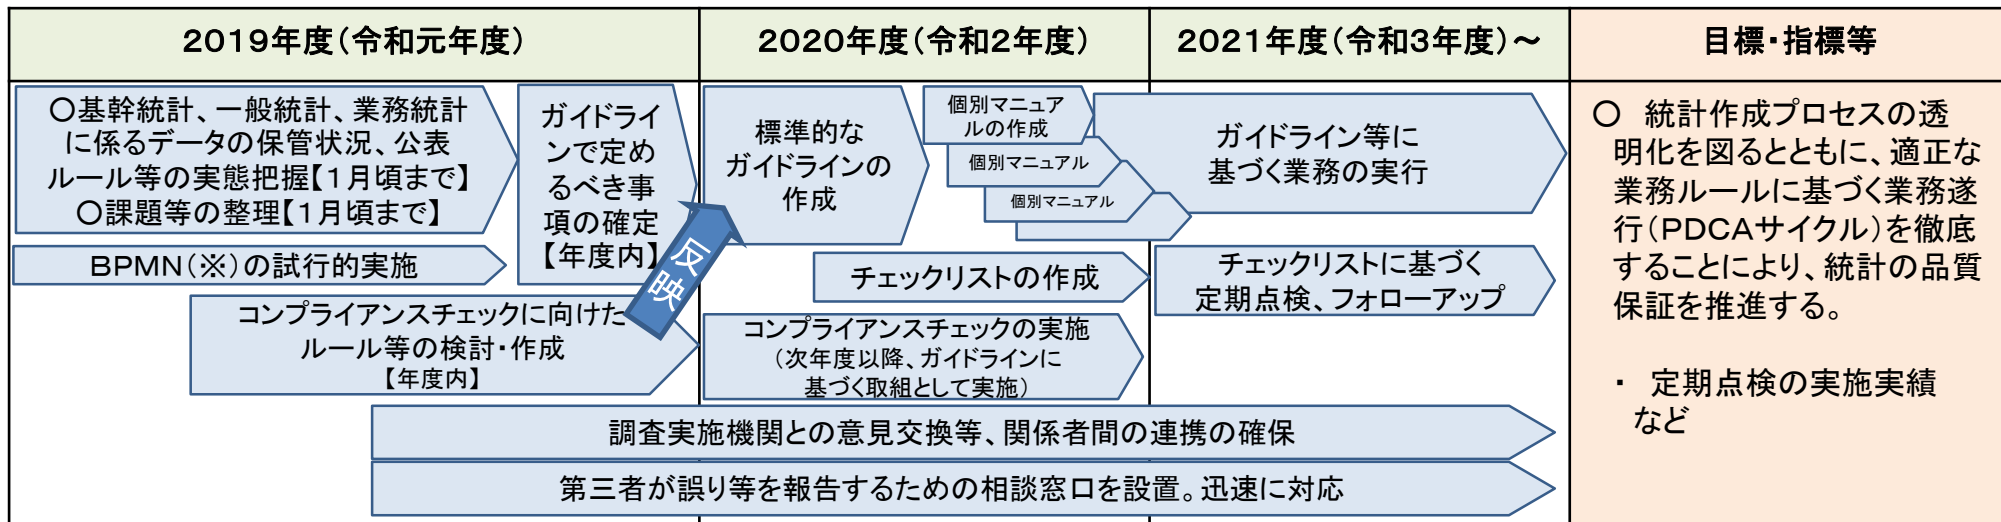 2019年度(令和元年度)
2020年度(令和2年度)
2021年度(令和3年度)～
目標・指標等
○基幹統計、一般統計、業務統計
に係るデータの保管状況、公表
ルール等の実態把握【1月頃まで】
○課題等の整理【1月頃まで】
BPMN(※)の試行的実施
ガイドライ
ンで定め
るべき事
項の確定
【年度内】
コンプライアンスチェックに向けた
ルール等の検討・作成
【年度内】
反映
標準的な
ガイドラインの
作成
個別マニュア
ルの作成
個別マニュアル
個別マニュアル
チェックリストの作成
コンプライアンスチェックの実施
(次年度以降、ガイドラインに
基づく取組として実施)
ガイドライン等に
基づく業務の実行
チェックリストに基づく
定期点検、フォローアップ
調査実施機関との意見交換等、関係者間の連携の確保
第三者が誤り等を報告するための相談窓口を設置。迅速に対応
○　統計作成プロセスの透
明化を図るとともに、適正な
業務ルールに基づく業務遂
行(PDCAサイクル)を徹底
することにより、統計の品質
保証を推進する。
・　定期点検の実施実績
など